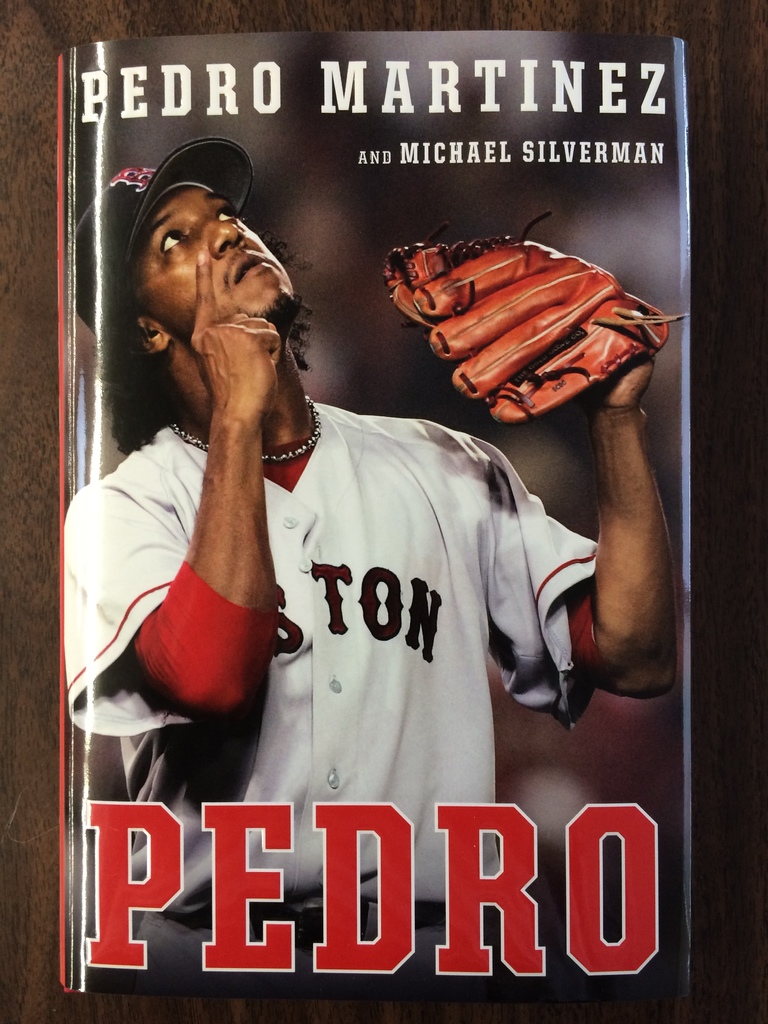 PEDRO MARTINEZ
AND MICHAEL SILVERMAN
STON
PEDRO